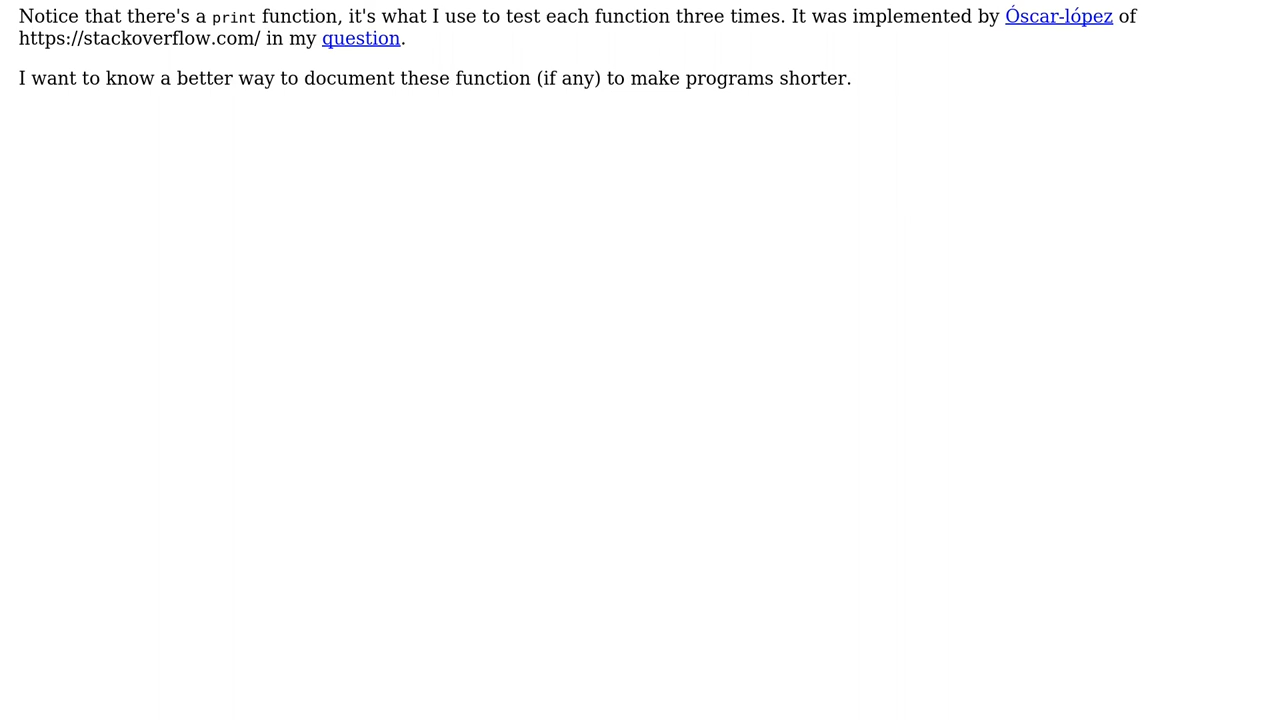 Notice that there's a print function, it's what I use to test each function three times. It was implemented by Óscar-lópez of
https://stackoverflow.com/ in my question.
I want to know a better way to document these function (if any) to make programs shorter.